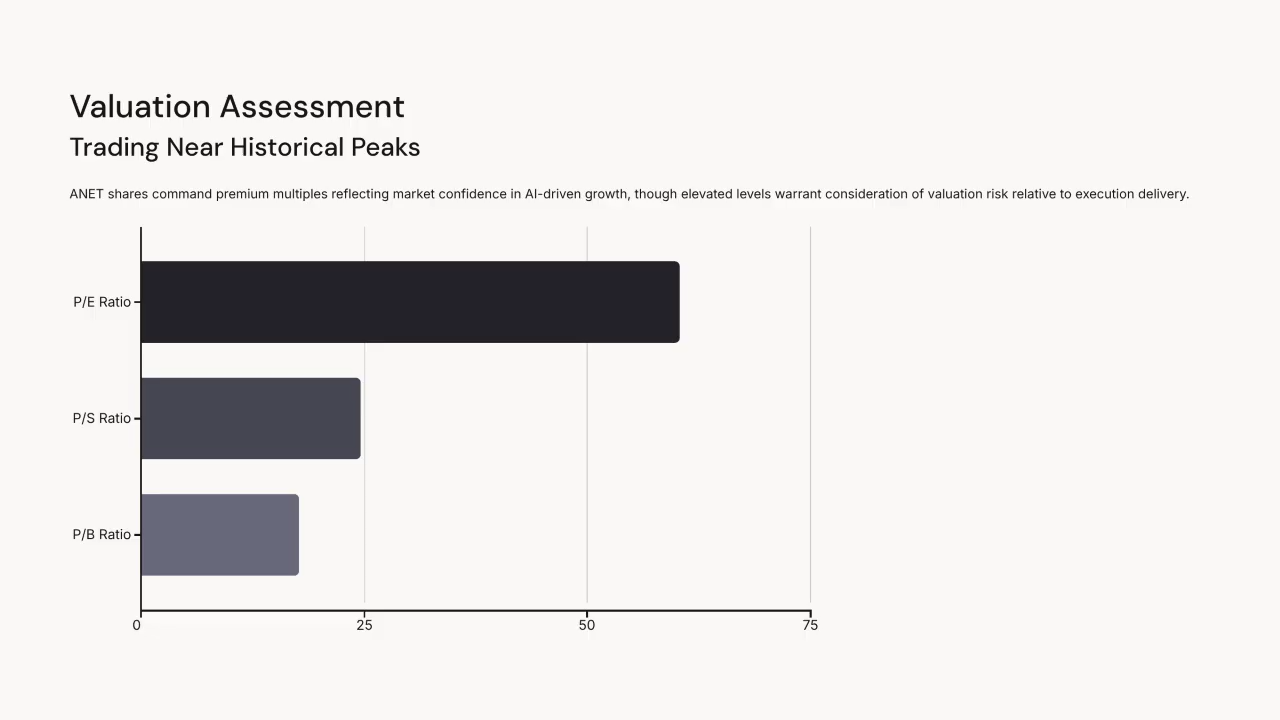 Valuation Assessment
Trading Near Historical Peaks
ANET shares command premium multiples reflecting market confidence in AI-driven growth, though elevated levels warrant consideration of valuation risk relative to execution delivery.
P/E Ratio
P/S Ratio
P/B Ratio
0 25 50 75